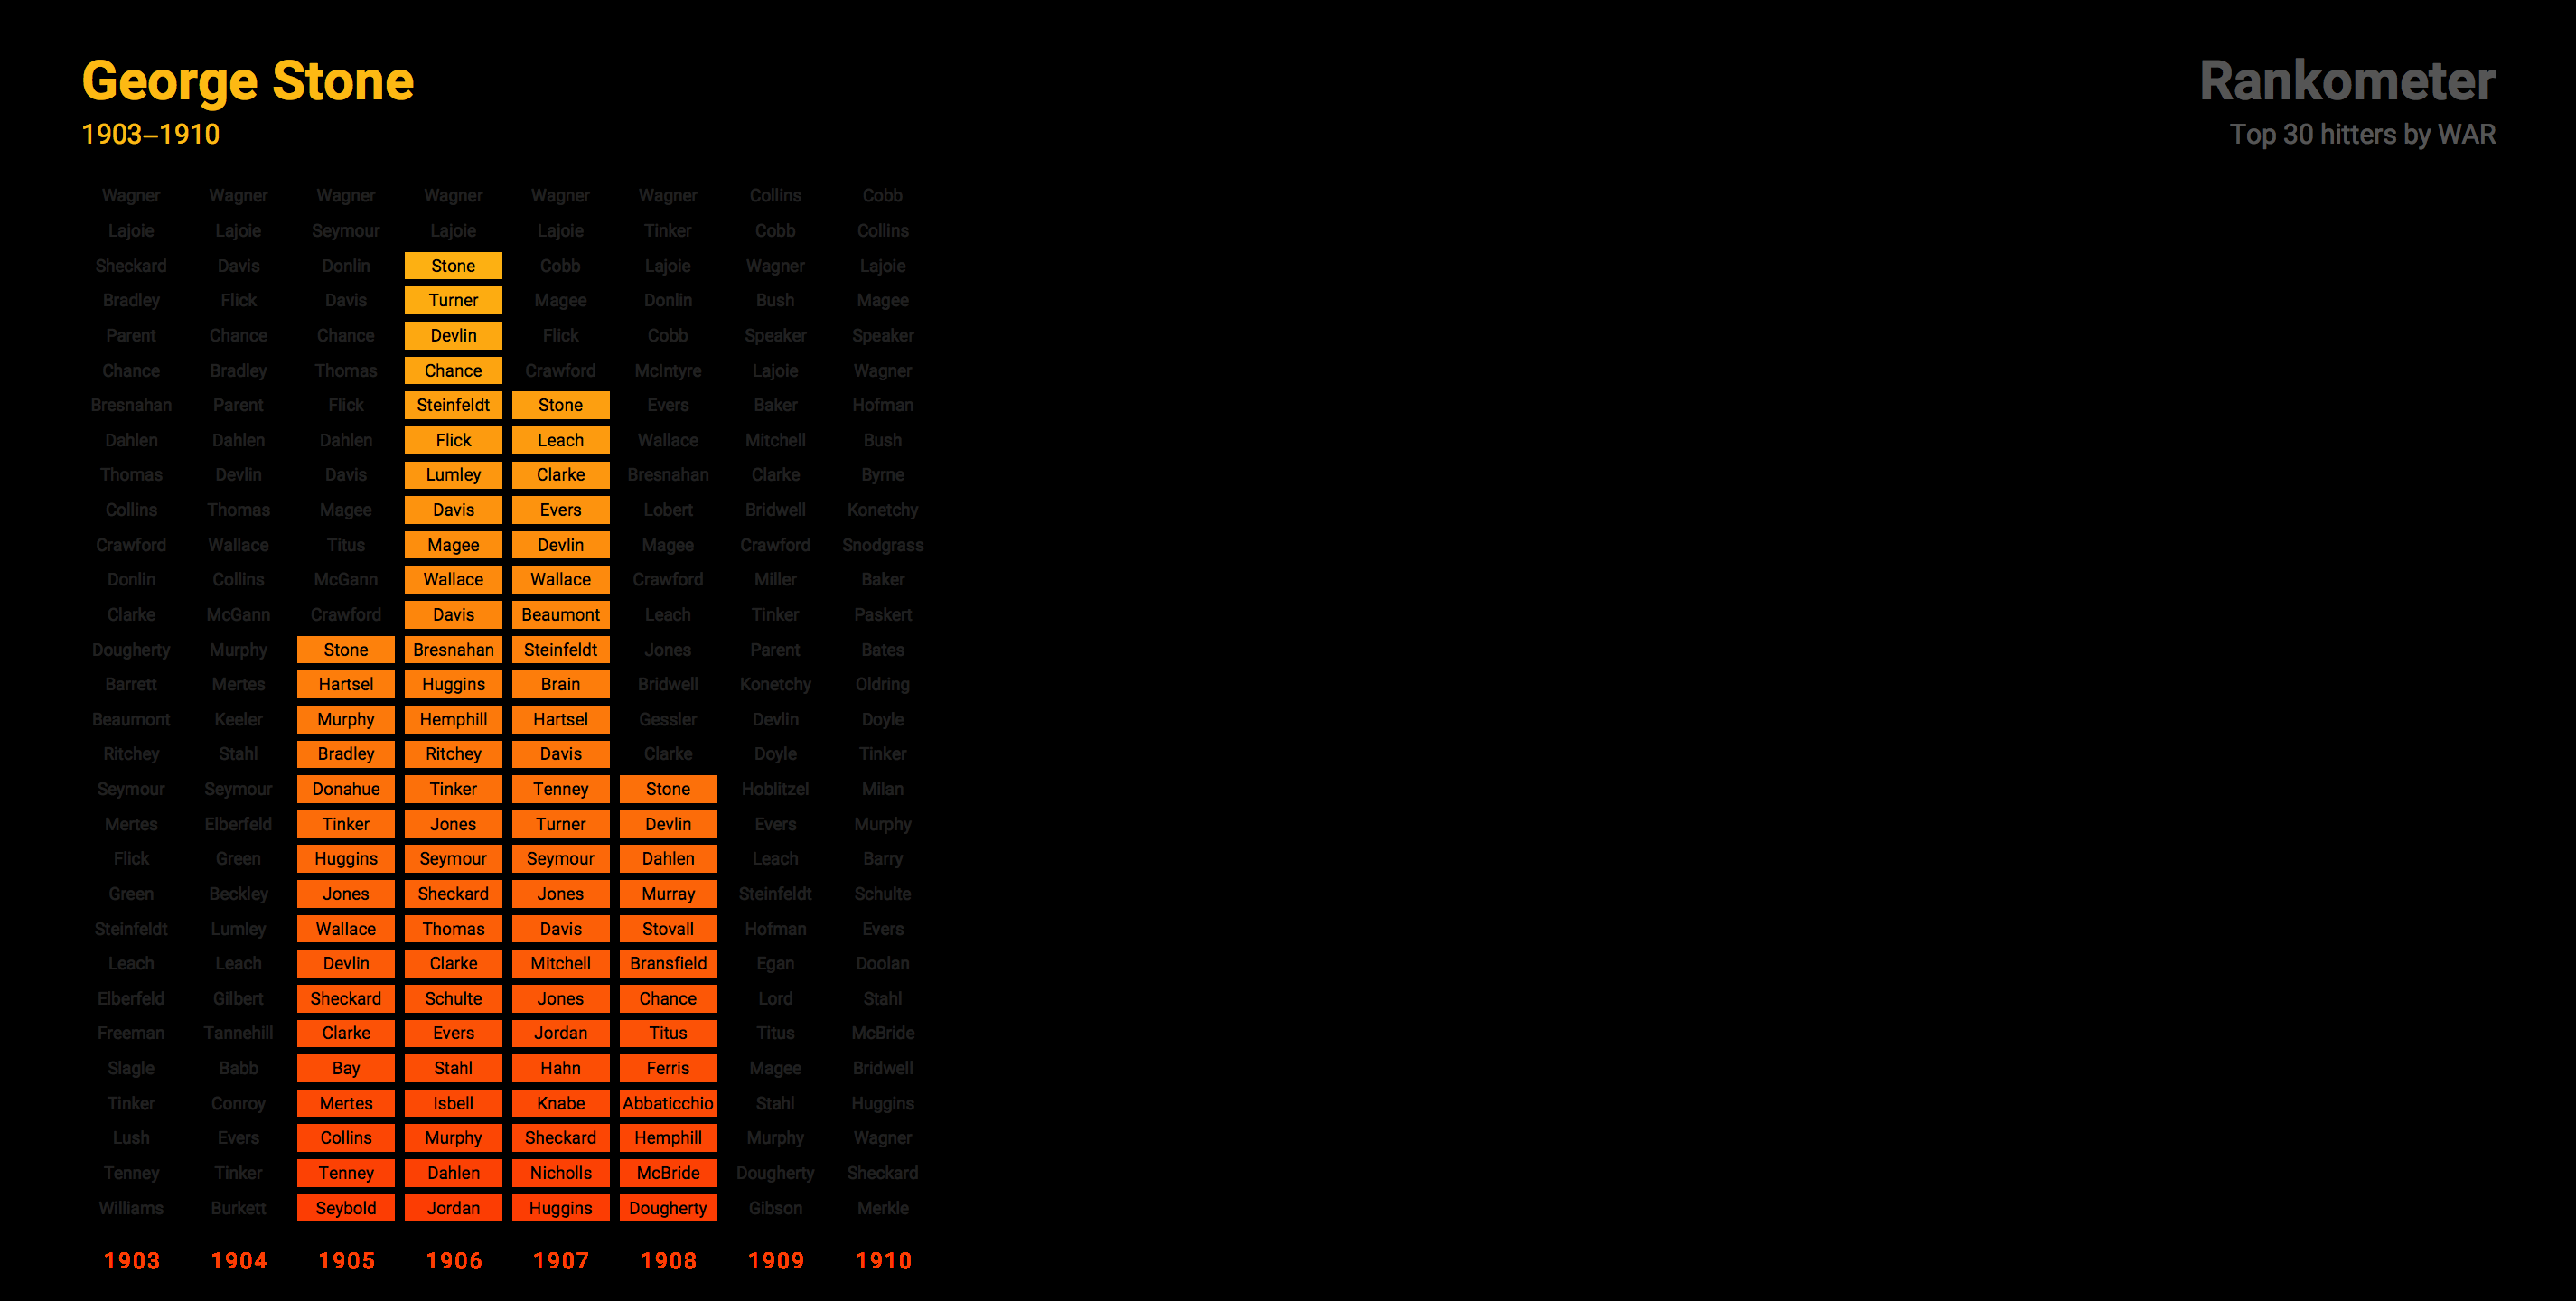 George Stone
1903–1910
Rankometer
Top 30 hitters by WAR
Wagner Wagner Wagner Wagner Wagner Wagner Collins Cobb
Lajoie Lajoie Seymour Lajoie Lajoie Tinker Cobb Collins
Sheckard Davis Donlin Stone Cobb Lajoie Wagner Lajoie
Bradley Flick Davis Turner Magee Donlin Bush Magee
Parent Chance Chance Devlin Flick Cobb Speaker Speaker
Chance Bradley Thomas Chance Crawford McIntyre Lajoie Wagner
Bresnahan Parent Flick Steinfeldt Stone Evers Baker Hofman
Dahlen Dahlen Dahlen Flick Leach Wallace Mitchell Bush
Thomas Devlin Davis Lumley Clarke Bresnahan Clarke Byrne
Collins Thomas Magee Davis Evers Lobert Bridwell Konetchy
Crawford Wallace Titus Magee Devlin Magee Crawford Snodgrass
Donlin Collins McGann Wallace Wallace Crawford Miller Baker
Clarke McGann Crawford Davis Beaumont Leach Tinker Paskert
Dougherty Murphy Stone Bresnahan Steinfeldt Jones Parent Bates
Barrett Mertes Hartsel Huggins Brain Bridwell Konetchy Oldring
Beaumont Keeler Murphy Hemphill Hartsel Gessler Devlin Doyle
Ritchey Stahl Bradley Ritchey Davis Clarke Doyle Tinker
Seymour Seymour Donahue Tinker Tenney Stone Hoblitzel Milan
Mertes Elberfeld Tinker Jones Turner Devlin Evers Murphy
Flick Green Huggins Seymour Seymour Dahlen Leach Barry
Green Beckley Jones Sheckard Jones Murray Steinfeldt Schulte
Steinfeldt Lumley Wallace Thomas Davis Stovall Hofman Evers
Leach Leach Devlin Clarke Mitchell Bransfield Egan Doolan
Elberfeld Gilbert Sheckard Schulte Jones Chance Lord Stahl
Freeman Tannehill Clarke Evers Jordan Titus Titus McBride
Slagle Babb Bay Stahl Hahn Ferris Magee Bridwell
Tinker Conroy Mertes Isbell Knabe Abbaticchio Stahl Huggins
Lush Evers Collins Murphy Sheckard Hemphill Murphy Wagner
Tenney Tinker Tenney Dahlen Nicholls McBride Dougherty Sheckard
Williams Burkett Seybold Jordan Huggins Dougherty Gibson Merkle
1903 1904 1905 1906 1907 1908 1909 1910